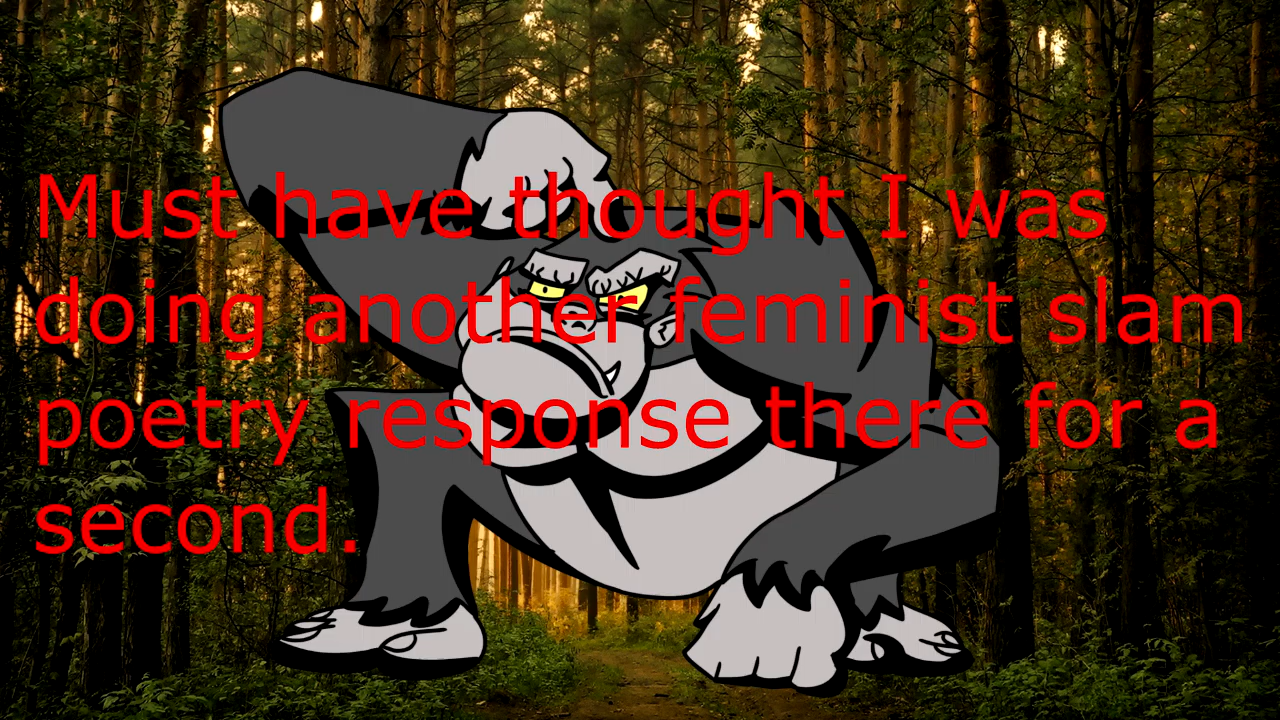 Must have thought I was
doing another feminist slam
poetry response there for a
second.